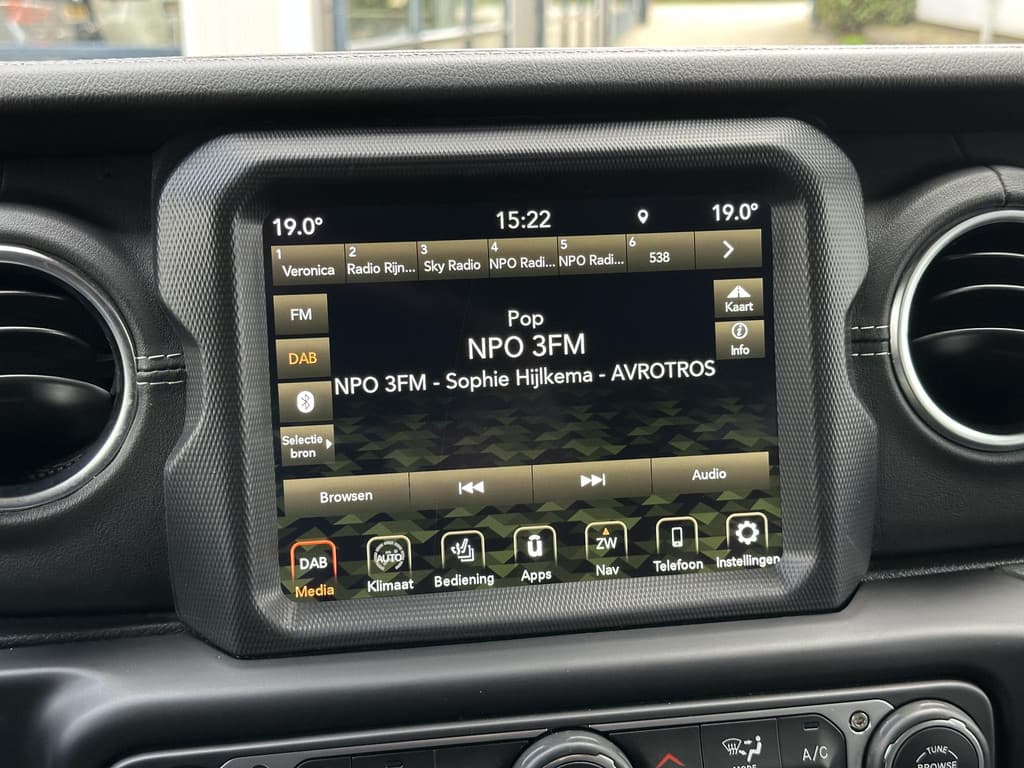 19.0° 15:22 19.0°
1 Veronica 2 Radio Rijn... 3 Sky Radio 4 NPO Radi... 5 NPO Radi... 6 538
FM
Kaart
DAB
Info
Selectie
bron
Pop
NPO 3FM
NPO 3FM - Sophie Hijlkema - AVROTROS
Browsen Audio
DAB AUTO ZW
Media Klimaat Bediening Apps Nav Telefoon Instellingen
MODE A/C TUNE
BROWSE